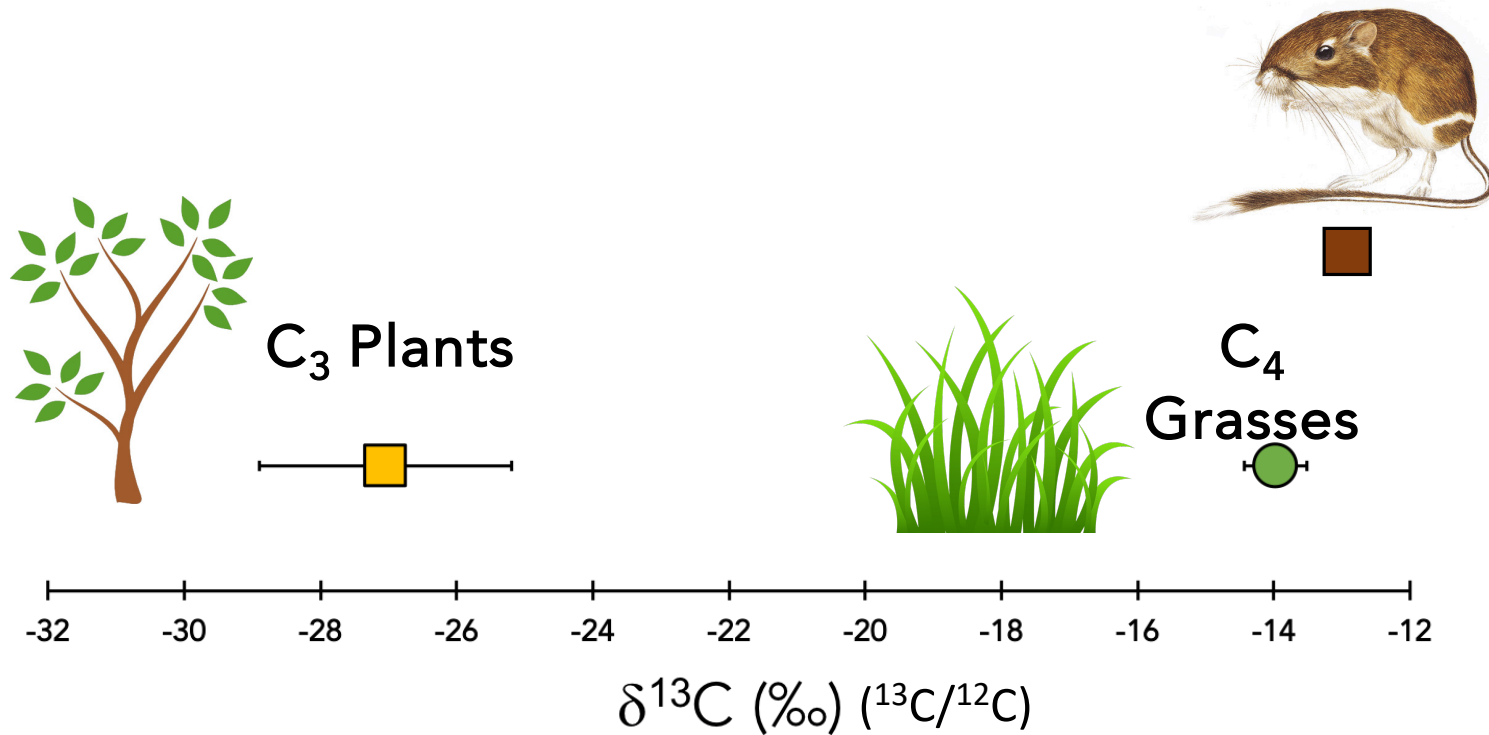 C₃ Plants
C₄
Grasses
-32 -30 -28 -26 -24 -22 -20 -18 -16 -14 -12
δ¹³C (‰) (¹³C/¹²C)